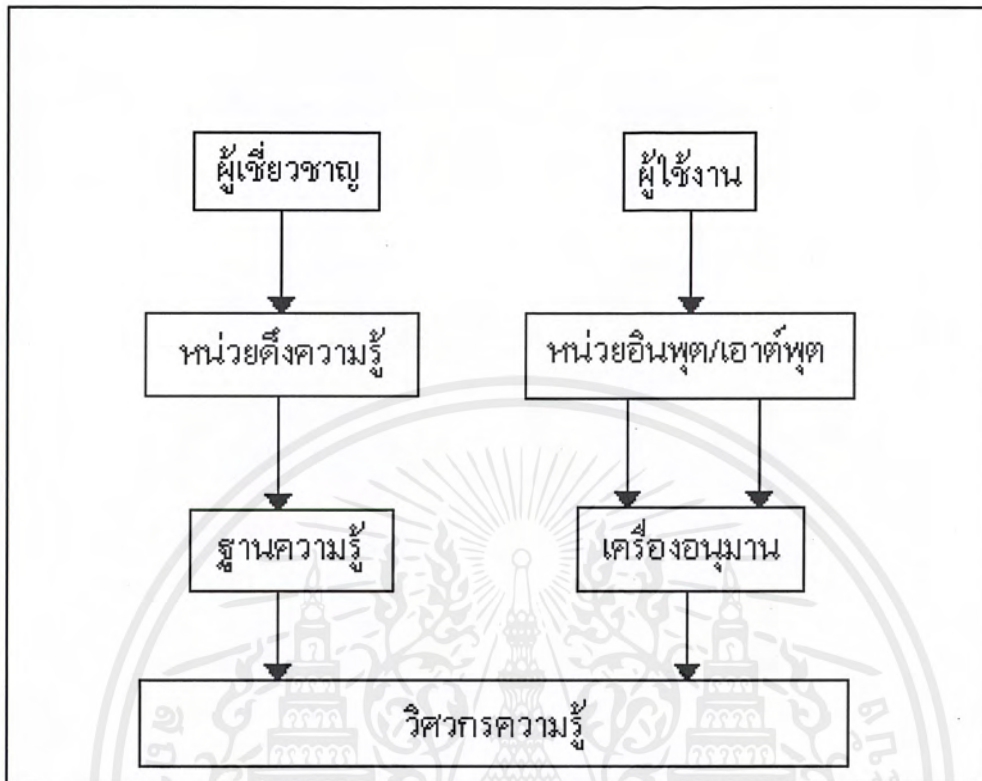 ผู้เชี่ยวชาญ
ผู้ใช้งาน
หน่วยดึงความรู้
หน่วยอินพุต/เอาต์พุต
ฐานความรู้
เครื่องอนุมาน
วิศวกรความรู้